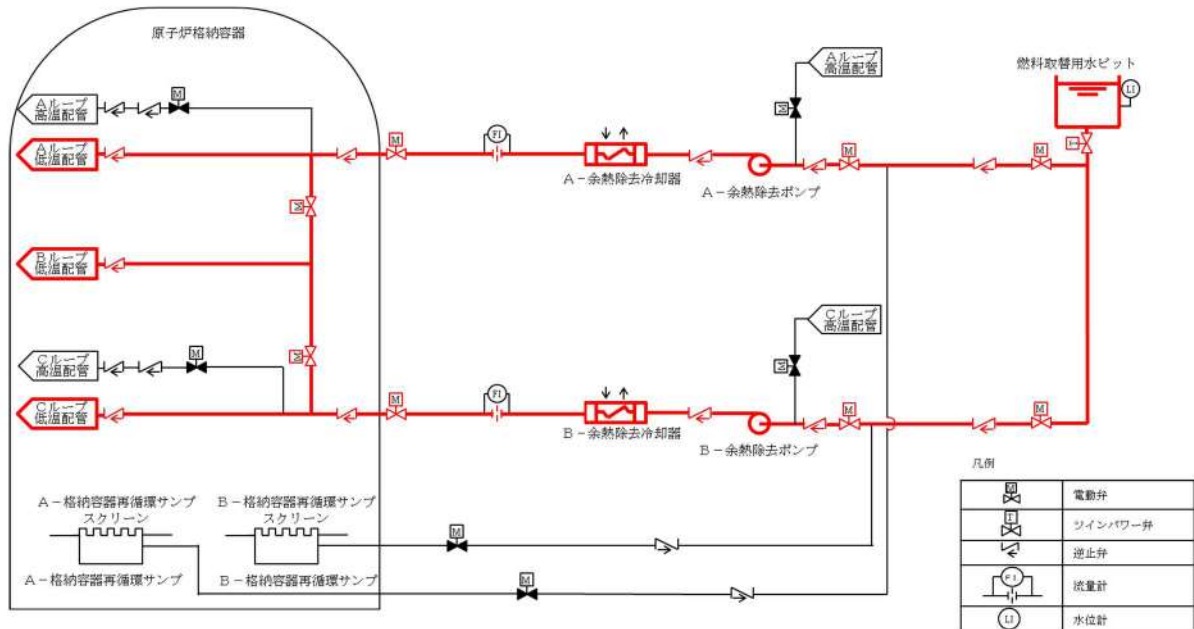 原子炉格納容器
Aループ
高温配管
燃料取替用水ピット
LI
M
Aループ
高温配管
M
Aループ
低温配管
M
FI
M
M
M
A-余熱除去冷却器
A-余熱除去ポンプ
T
M
Bループ
低温配管
Cループ
高温配管
Cループ
高温配管
M
M
M
Cループ
低温配管
M
FI
M
M
B-余熱除去冷却器
B-余熱除去ポンプ
A-格納容器再循環サンプ
スクリーン
B-格納容器再循環サンプ
スクリーン
M
A-格納容器再循環サンプ
B-格納容器再循環サンプ
M
凡例
M
電動弁
T
ツインパワー弁
逆止弁
FI
流量計
LI
水位計